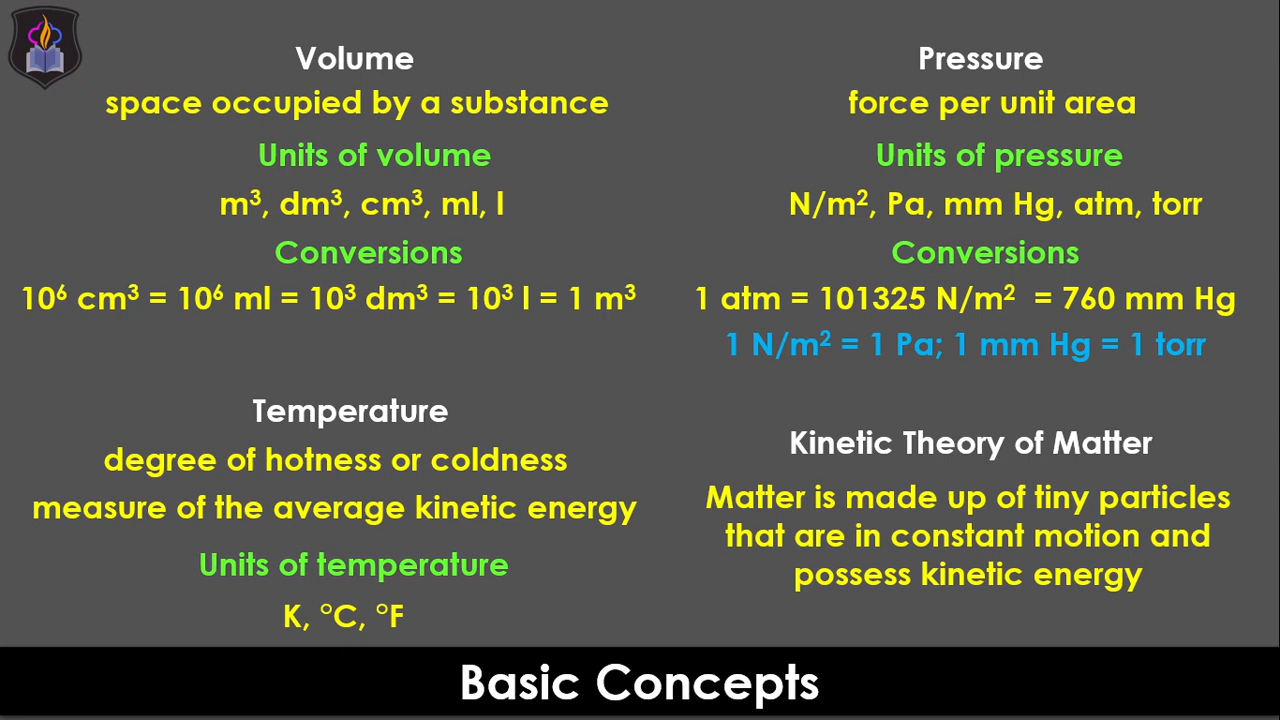 Volume
space occupied by a substance
Units of volume
m³, dm³, cm³, ml, l
Conversions
10⁶ cm³ = 10⁶ ml = 10³ dm³ = 10³ l = 1 m³
Pressure
force per unit area
Units of pressure
N/m², Pa, mm Hg, atm, torr
Conversions
1 atm = 101325 N/m² = 760 mm Hg
1 N/m² = 1 Pa; 1 mm Hg = 1 torr
Temperature
degree of hotness or coldness
measure of the average kinetic energy
Units of temperature
K, °C, °F
Kinetic Theory of Matter
Matter is made up of tiny particles
that are in constant motion and
possess kinetic energy
Basic Concepts